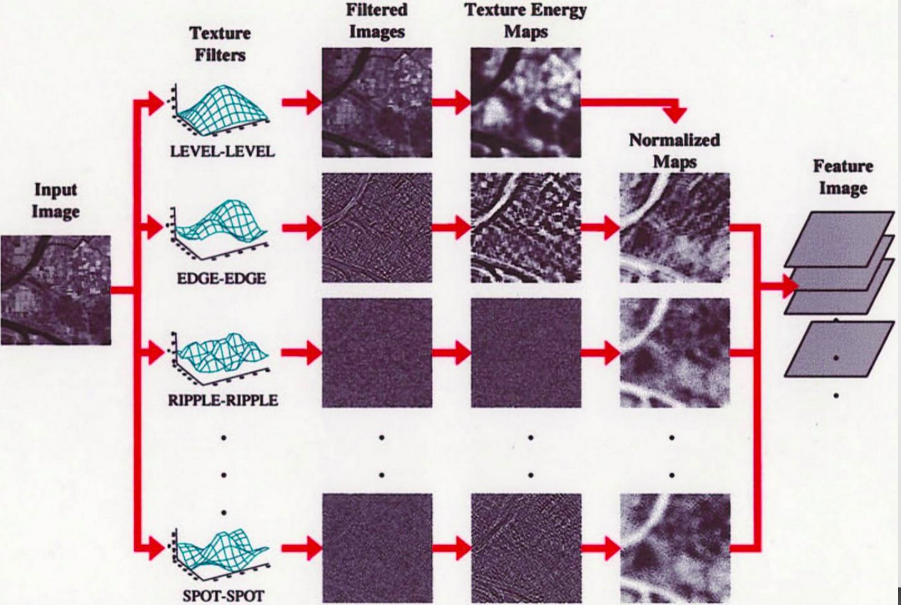 Texture
Filters
Filtered
Images
Texture Energy
Maps
Input
Image
LEVEL-LEVEL
EDGE-EDGE
RIPPLE-RIPPLE
SPOT-SPOT
Normalized
Maps
Feature
Image